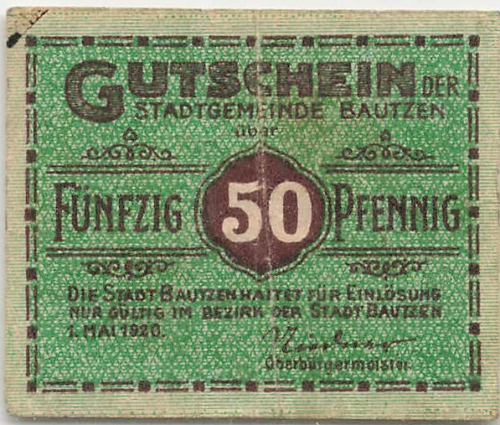 GUTSCHEIN DER
STADTGEMEINDE BAUTZEN
über
FÜNFZIG 50 PFENNIG
DIE STADT BAUTZEN HAFTET FÜR EINLÖSUNG
NUR GÜLTIG IM BEZIRK DER STADT BAUTZEN.
1. MAI 1920.
Oberbürgermeister.